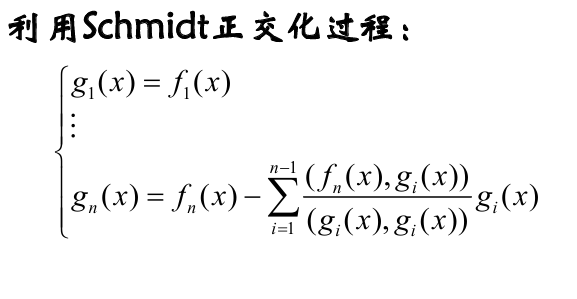 利用Schmidt正交化过程：
g₁(x) = f₁(x)
⋮
gₙ(x) = fₙ(x) − ∑_{i=1}^{n−1} (fₙ(x), gᵢ(x)) / (gᵢ(x), gᵢ(x)) gᵢ(x)